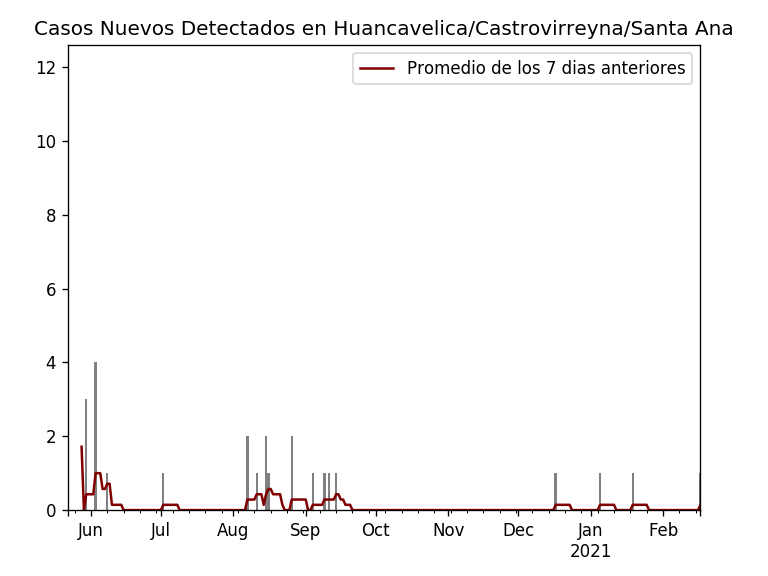 Casos Nuevos Detectados en Huancavelica/Castrovirreyna/Santa Ana
Promedio de los 7 dias anteriores
12
10
8
6
4
2
0
Jun Jul Aug Sep Oct Nov Dec Jan Feb
2021